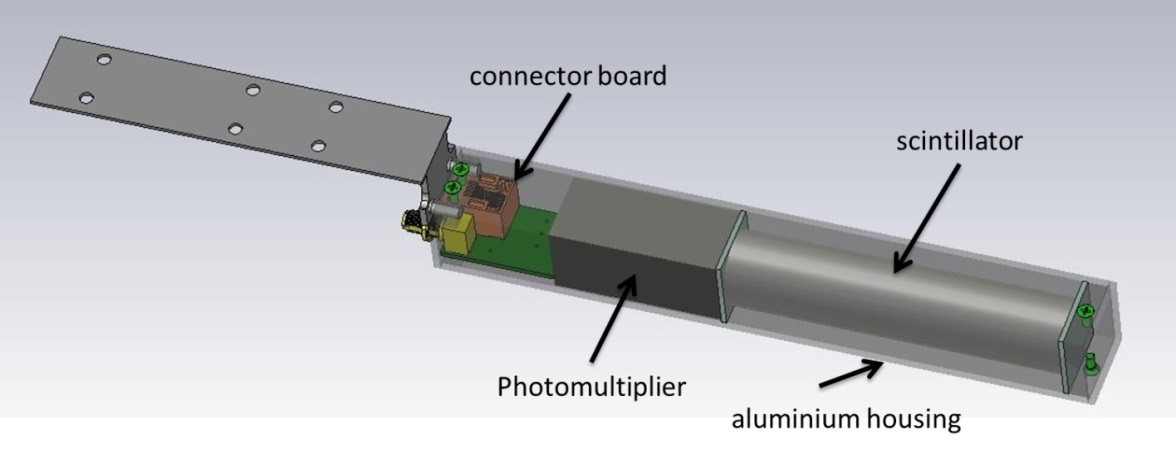 connector board
scintillator
Photomultiplier
aluminium housing